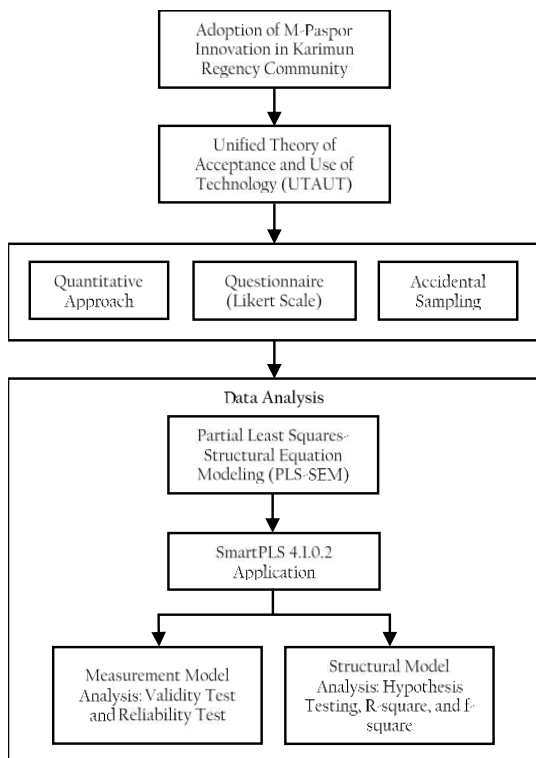 Adoption of M-Paspor
Innovation in Karimun
Regency Community
Unified Theory of
Acceptance and Use of
Technology (UTAUT)
Quantitative
Approach
Questionnaire
(Likert Scale)
Accidental
Sampling
Data Analysis
Partial Least Squares-
Structural Equation
Modeling (PLS-SEM)
SmartPLS 4.1.0.2
Application
Measurement Model
Analysis: Validity Test
and Reliability Test
Structural Model
Analysis: Hypothesis
Testing, R-square, and f-
square